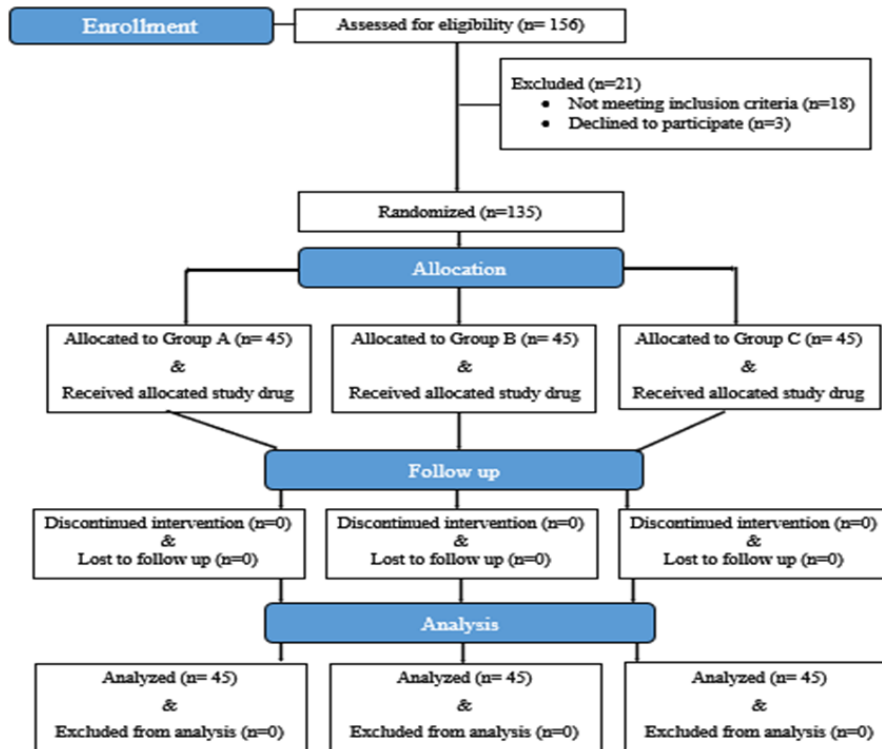 Enrollment
Assessed for eligibility (n= 156)
Excluded (n=21)
• Not meeting inclusion criteria (n=18)
• Declined to participate (n=3)
Randomized (n=135)
Allocation
Allocated to Group A (n= 45)
&
Received allocated study drug
Allocated to Group B (n= 45)
&
Received allocated study drug
Allocated to Group C (n= 45)
&
Received allocated study drug
Follow up
Discontinued intervention (n=0)
&
Lost to follow up (n=0)
Discontinued intervention (n=0)
&
Lost to follow up (n=0)
Discontinued intervention (n=0)
&
Lost to follow up (n=0)
Analysis
Analyzed (n= 45)
&
Excluded from analysis (n=0)
Analyzed (n= 45)
&
Excluded from analysis (n=0)
Analyzed (n= 45)
&
Excluded from analysis (n=0)